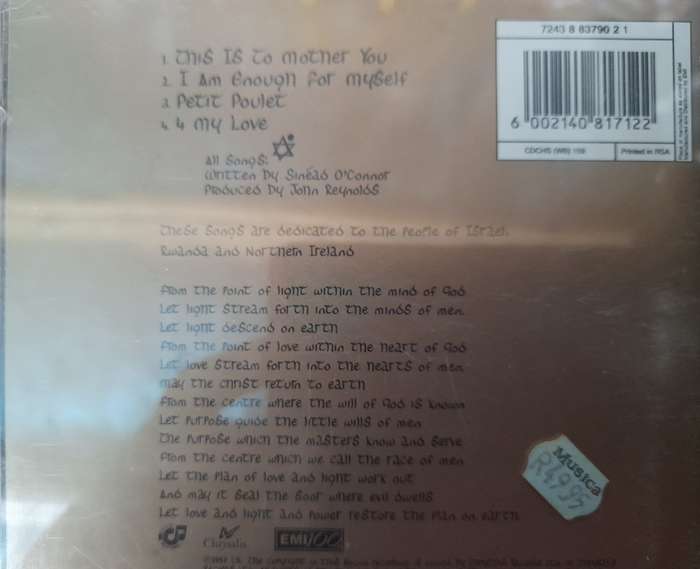 7243 8 83790 2 1
1. This Is To Mother You
2. I Am Enough For Myself
3. Petit Poulet
4. 4 My Love
6 002140 817122
CDCHS (WB) 109
Printed in RSA
All Songs:
Written By Sinéad O'Connor
Produced By John Reynolds
These Songs are dedicated to the People of Israel,
Rwanda and Northern Ireland
From the Point of light within the mind of God
Let light stream forth into the minds of men.
Let light descend on earth
From the Point of love within the heart of God
Let love stream forth into the hearts of men.
May the christ return to earth
From the centre where the will of God is known
Let Purpose guide the little wills of men
The Purpose which the masters know and serve
From the centre which we call the race of men
Let the Plan of love and light work out
And may it seal the door where evil dwells
Let love and light and Power restore the Plan on earth.
Musica
R49.95
Chrysalis
EMI 100